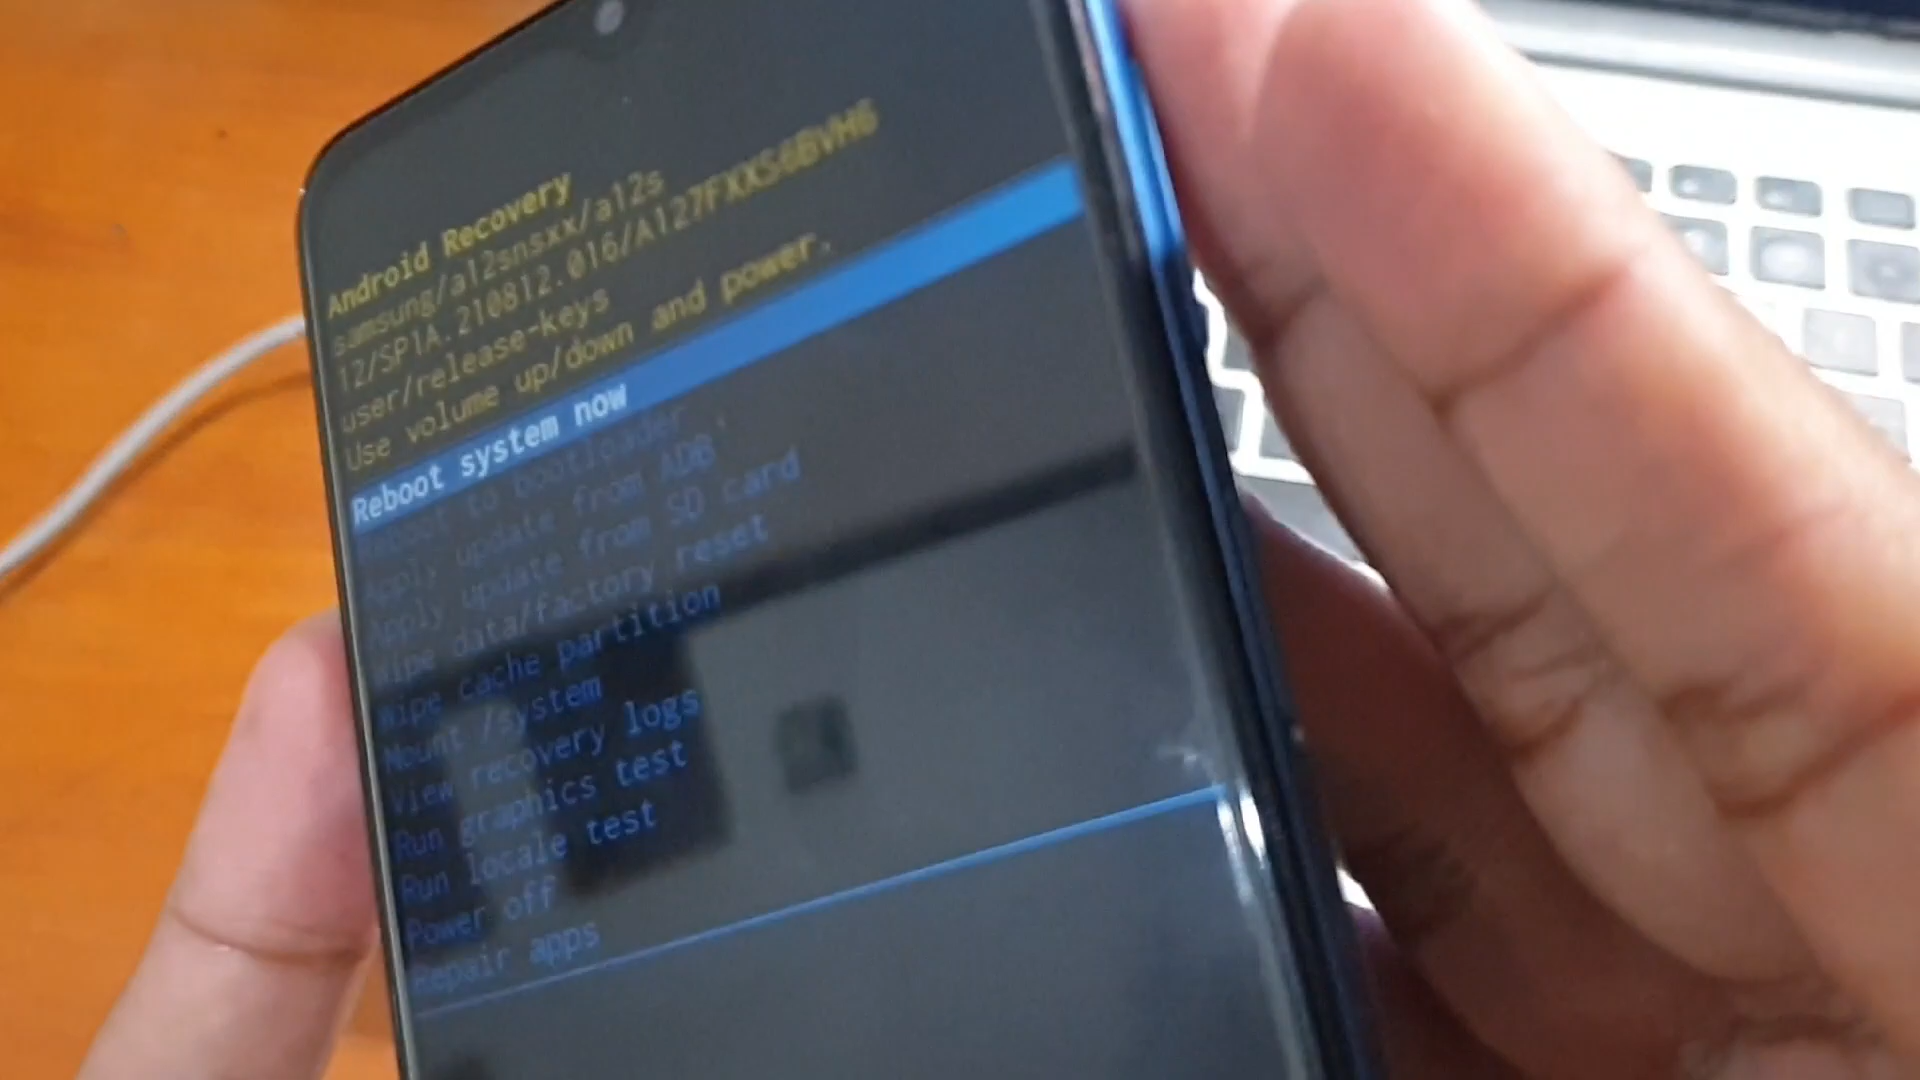 Android Recovery
samsung/a12snsxx/a12s
12/SP1A.210812.016/A127FXXS6BVH6
user/release-keys
Use volume up/down and power.
Reboot system now
Reboot to bootloader
Apply update from ADB
Apply update from SD card
Wipe data/factory reset
Wipe cache partition
Mount /system
View recovery logs
Run graphics test
Run locale test
Power off
Repair apps